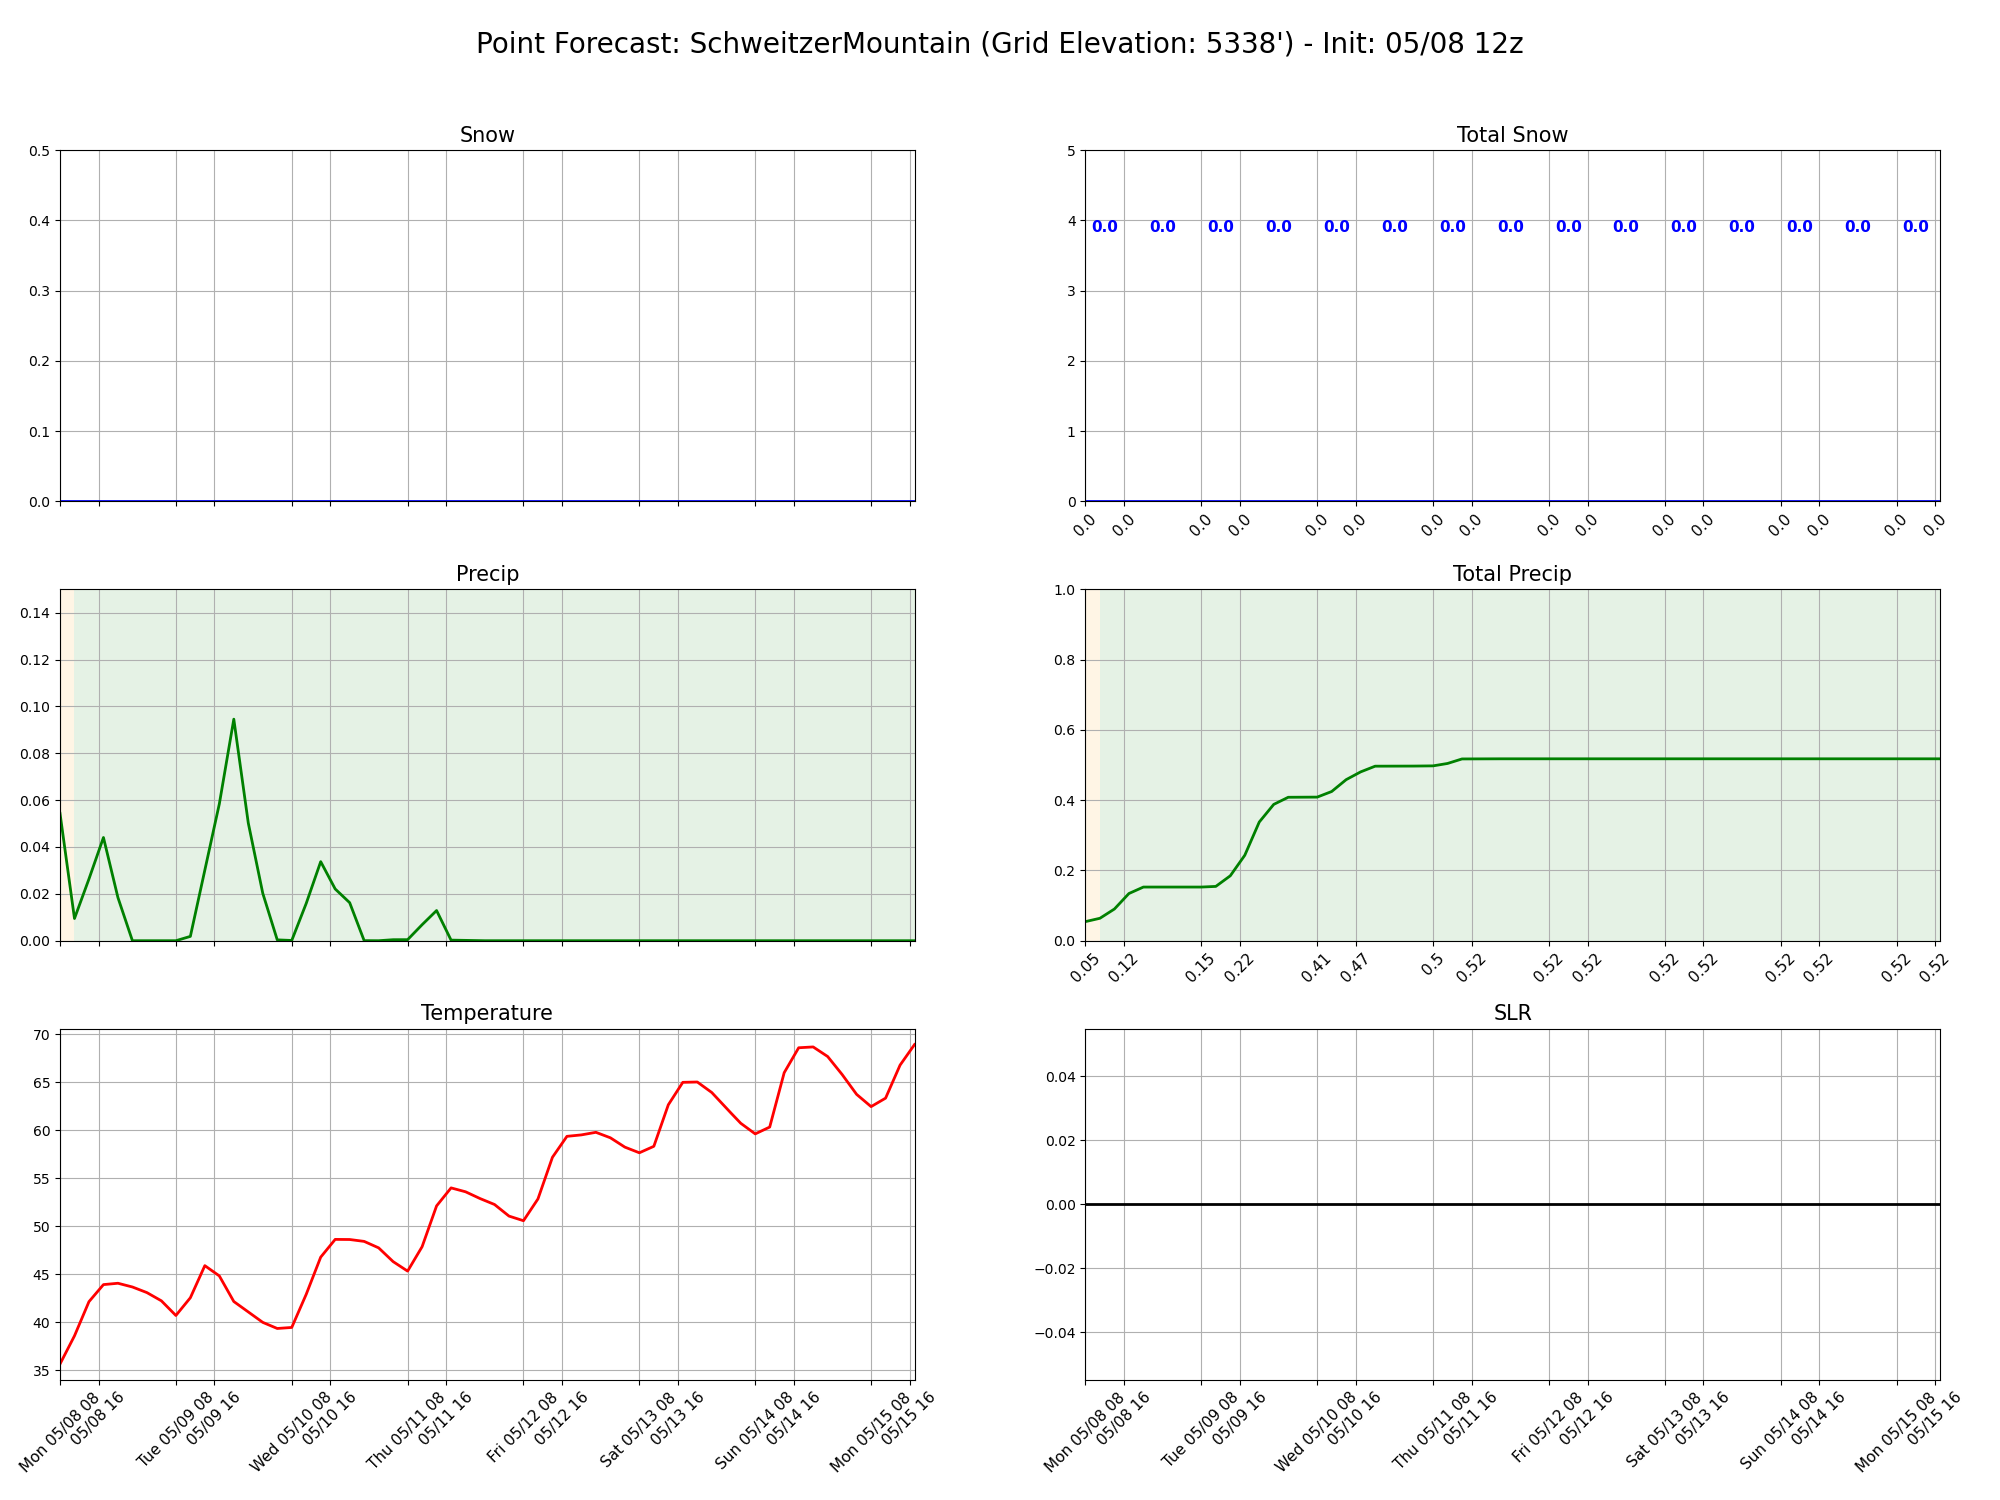 Point Forecast: SchweitzerMountain (Grid Elevation: 5338') - Init: 05/08 12z
Snow
0.5
0.4
0.3
0.2
0.1
0.0
Total Snow
5
4
3
2
1
0
0.0 0.0 0.0 0.0 0.0 0.0 0.0 0.0 0.0 0.0 0.0 0.0 0.0 0.0 0.0
0.0 0.0 0.0 0.0 0.0 0.0 0.0 0.0 0.0 0.0 0.0 0.0 0.0 0.0 0.0 0.0
Precip
0.14
0.12
0.10
0.08
0.06
0.04
0.02
0.00
Total Precip
1.0
0.8
0.6
0.4
0.2
0.0
0.05 0.12 0.15 0.22 0.41 0.47 0.5 0.52 0.52 0.52 0.52 0.52 0.52 0.52 0.52 0.52
Temperature
70
65
60
55
50
45
40
35
Mon 05/08 08
05/08 16
Tue 05/09 08
05/09 16
Wed 05/10 08
05/10 16
Thu 05/11 08
05/11 16
Fri 05/12 08
05/12 16
Sat 05/13 08
05/13 16
Sun 05/14 08
05/14 16
Mon 05/15 08
05/15 16
SLR
0.04
0.02
0.00
−0.02
−0.04
Mon 05/08 08
05/08 16
Tue 05/09 08
05/09 16
Wed 05/10 08
05/10 16
Thu 05/11 08
05/11 16
Fri 05/12 08
05/12 16
Sat 05/13 08
05/13 16
Sun 05/14 08
05/14 16
Mon 05/15 08
05/15 16